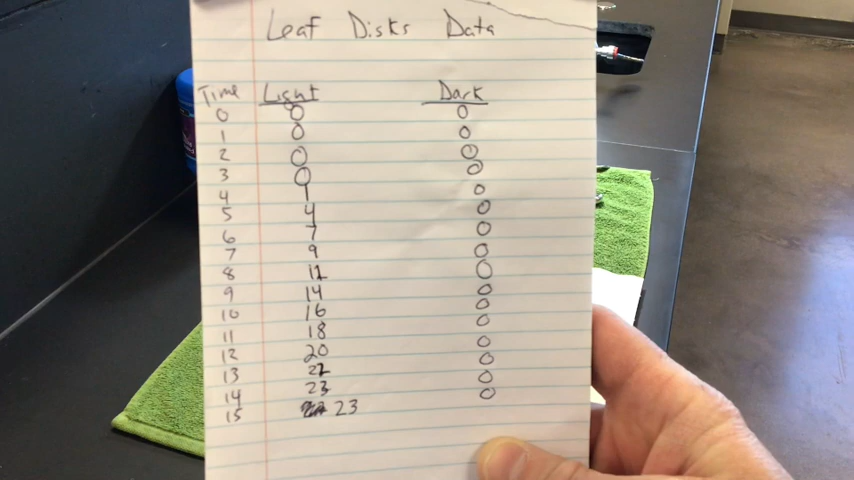 Leaf Disks Data
Time Light Dark
0 0 0
1 0 0
2 0 0
3 0 0
4 1 0
5 4 0
6 7 0
7 9 0
8 12 0
9 14 0
10 16 0
11 18 0
12 20 0
13 22 0
14 23 0
15 23 0